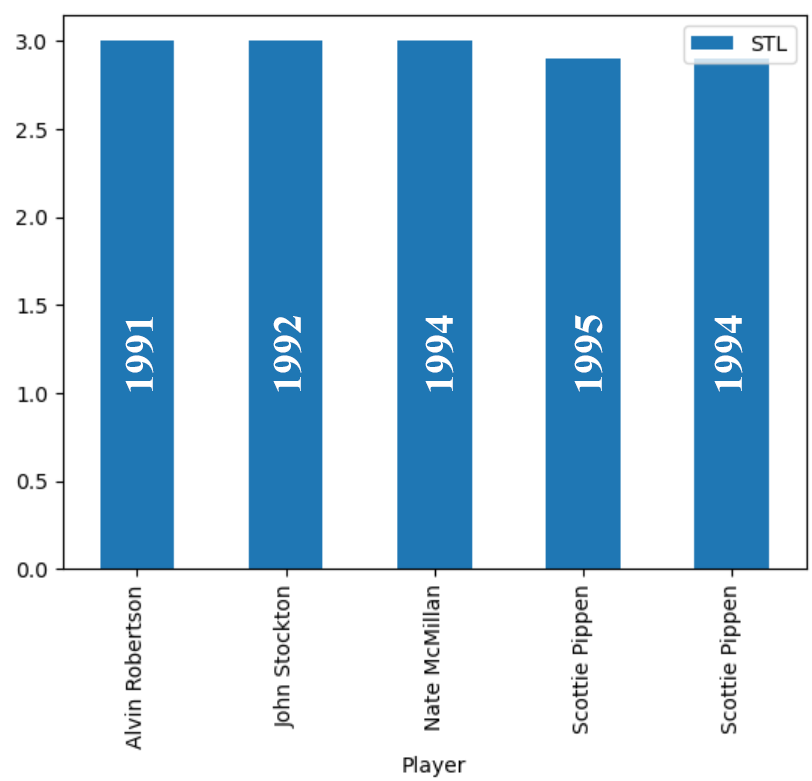 STL
3.0
2.5
2.0
1.5
1.0
0.5
0.0
1991
1992
1994
1995
1994
Alvin Robertson
John Stockton
Nate McMillan
Scottie Pippen
Scottie Pippen
Player